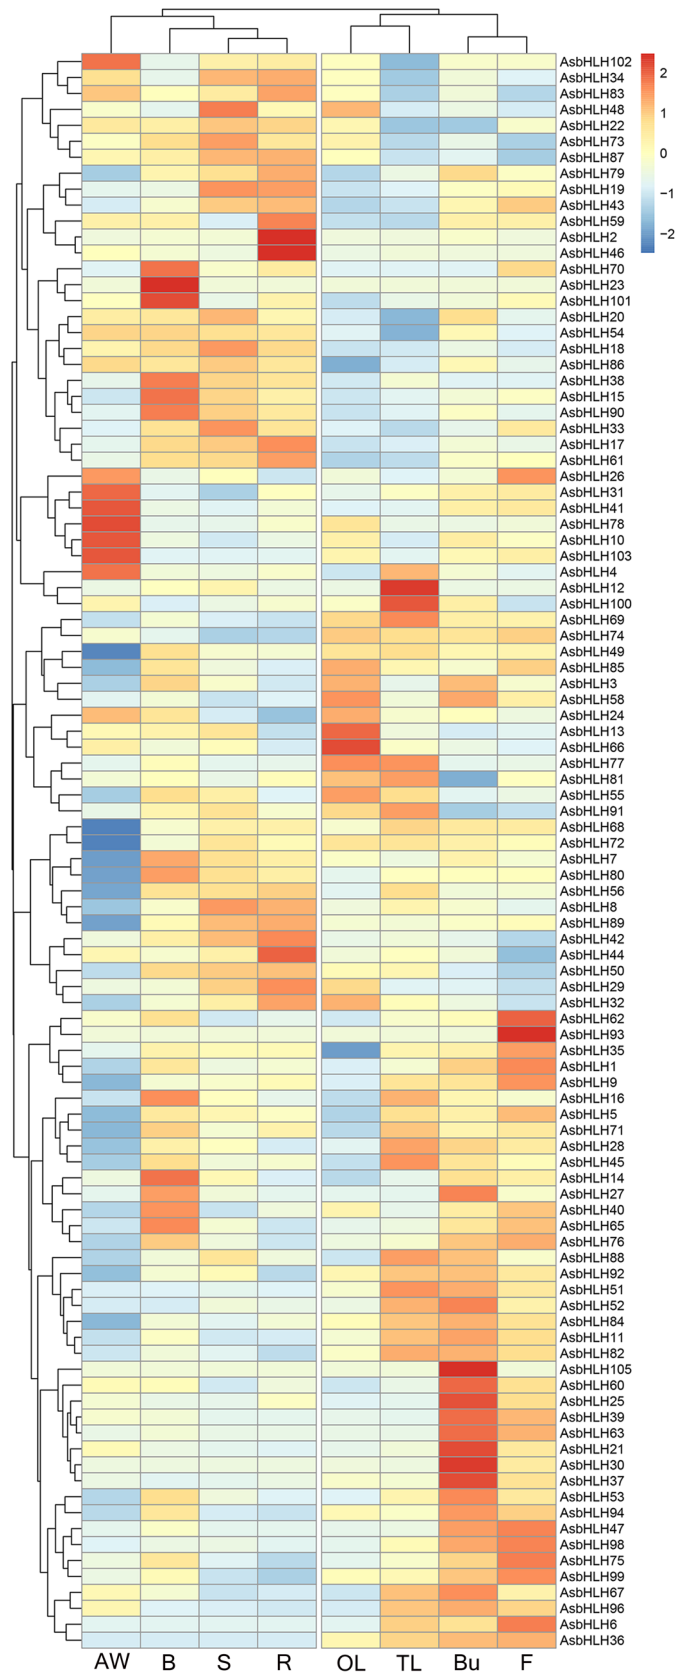 AsbHLH102
AsbHLH34
AsbHLH83
AsbHLH48
AsbHLH22
AsbHLH73
AsbHLH87
AsbHLH79
AsbHLH19
AsbHLH43
AsbHLH59
AsbHLH2
AsbHLH46
AsbHLH70
AsbHLH23
AsbHLH101
AsbHLH20
AsbHLH54
AsbHLH18
AsbHLH86
AsbHLH38
AsbHLH15
AsbHLH90
AsbHLH33
AsbHLH17
AsbHLH61
AsbHLH26
AsbHLH31
AsbHLH41
AsbHLH78
AsbHLH10
AsbHLH103
AsbHLH4
AsbHLH12
AsbHLH100
AsbHLH69
AsbHLH74
AsbHLH49
AsbHLH85
AsbHLH3
AsbHLH58
AsbHLH24
AsbHLH13
AsbHLH66
AsbHLH77
AsbHLH81
AsbHLH55
AsbHLH91
AsbHLH68
AsbHLH72
AsbHLH7
AsbHLH80
AsbHLH56
AsbHLH8
AsbHLH89
AsbHLH42
AsbHLH44
AsbHLH50
AsbHLH29
AsbHLH32
AsbHLH62
AsbHLH93
AsbHLH35
AsbHLH1
AsbHLH9
AsbHLH16
AsbHLH5
AsbHLH71
AsbHLH28
AsbHLH45
AsbHLH14
AsbHLH27
AsbHLH40
AsbHLH65
AsbHLH76
AsbHLH88
AsbHLH92
AsbHLH51
AsbHLH52
AsbHLH84
AsbHLH11
AsbHLH82
AsbHLH105
AsbHLH60
AsbHLH25
AsbHLH39
AsbHLH63
AsbHLH21
AsbHLH30
AsbHLH37
AsbHLH53
AsbHLH94
AsbHLH47
AsbHLH98
AsbHLH75
AsbHLH99
AsbHLH67
AsbHLH96
AsbHLH6
AsbHLH36
AW B S R OL TL Bu F
2
1
0
−1
−2